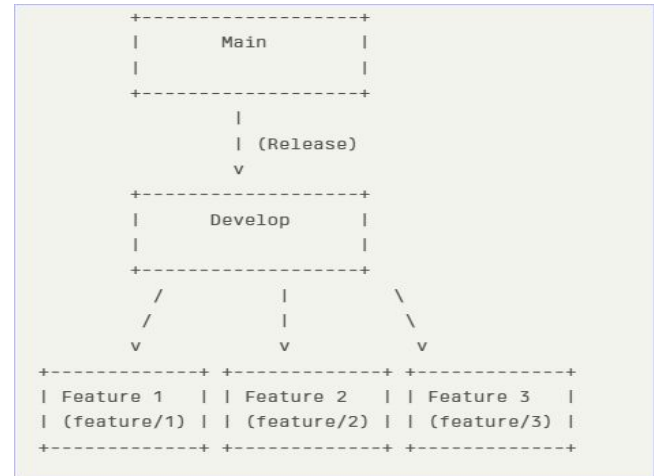 Main
(Release)
Develop
Feature 1 Feature 2 Feature 3
(feature/1) (feature/2) (feature/3)